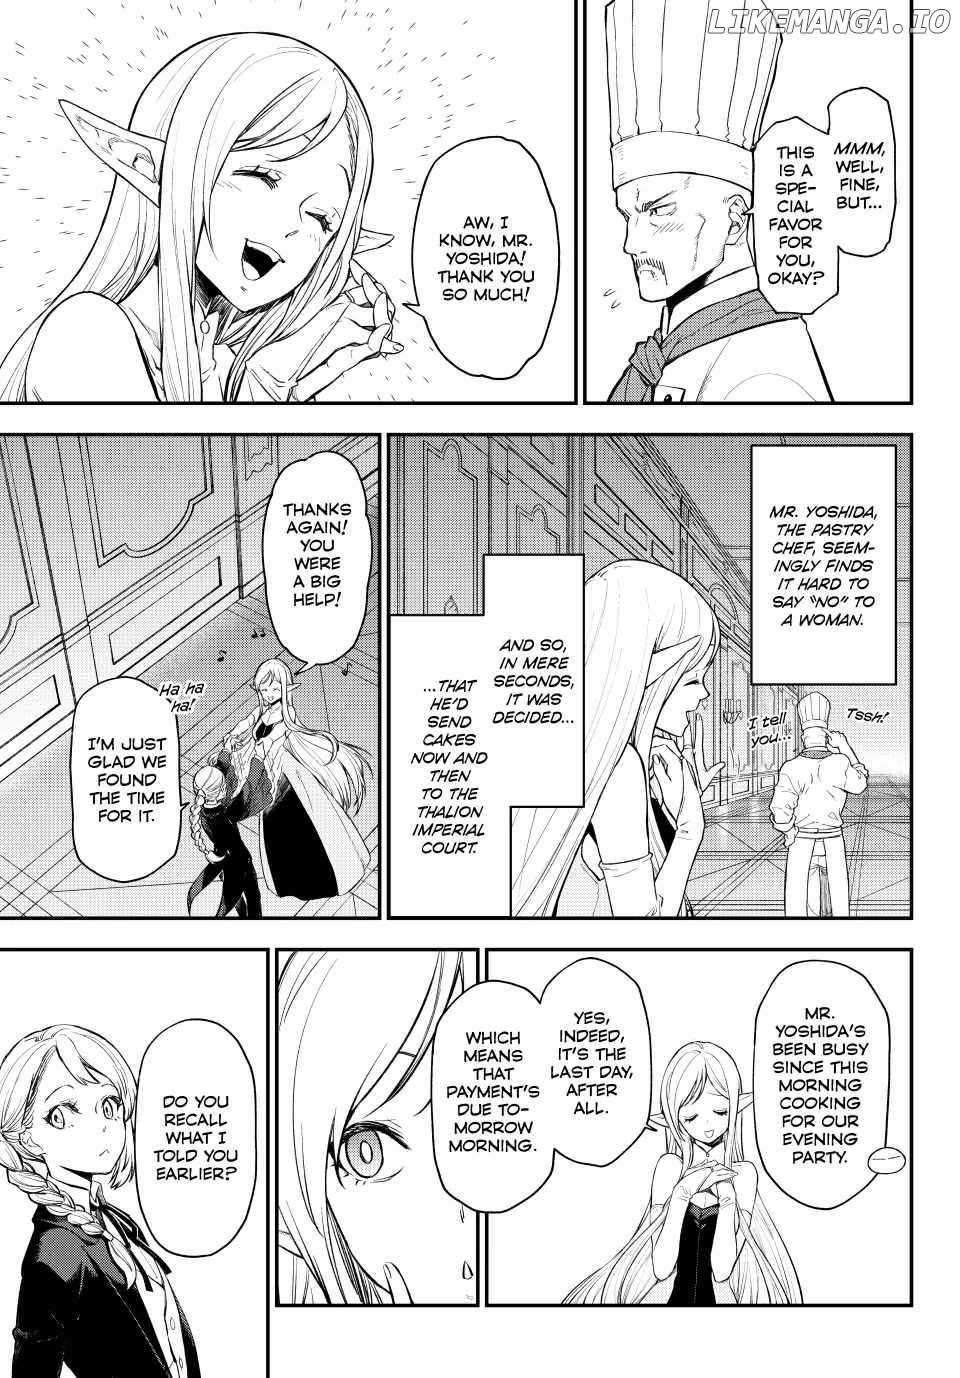 LIKEMANGA.IO
MMM,
WELL,
FINE,
BUT...
THIS
IS A
SPE-
CIAL
FAVOR
FOR
YOU,
OKAY?
AW, I
KNOW, MR.
YOSHIDA!
THANK YOU
SO MUCH!
MR. YOSHIDA,
THE PASTRY
CHEF, SEEM-
INGLY FINDS
IT HARD TO
SAY "NO" TO
A WOMAN.
Tssh!
I tell
you...
AND SO,
IN MERE
SECONDS,
IT WAS
DECIDED...
...THAT
HE'D
SEND
CAKES
NOW AND
THEN
TO THE
THALION
IMPERIAL
COURT.
THANKS
AGAIN!
YOU
WERE
A BIG
HELP!
Ha ha
ha!
I'M JUST
GLAD WE
FOUND
THE TIME
FOR IT.
MR.
YOSHIDA'S
BEEN BUSY
SINCE THIS
MORNING
COOKING
FOR OUR
EVENING
PARTY.
YES,
INDEED,
IT'S THE
LAST DAY,
AFTER
ALL.
WHICH
MEANS
THAT
PAYMENT'S
DUE TO-
MORROW
MORNING.
DO YOU
RECALL
WHAT I
TOLD YOU
EARLIER?